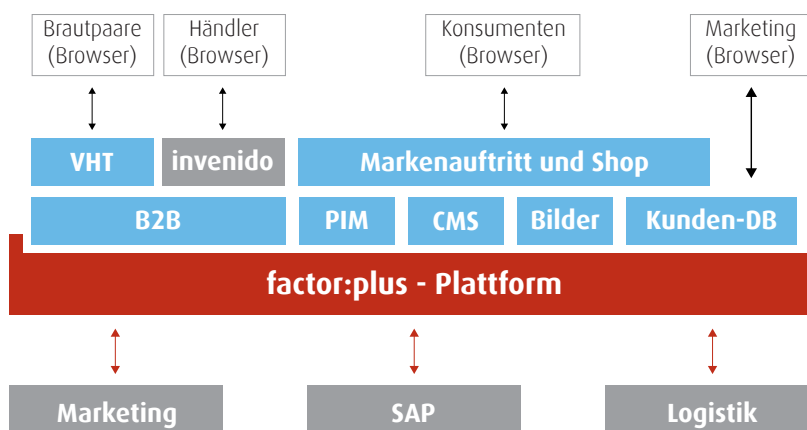 Brautpaare
(Browser)
Händler
(Browser)
Konsumenten
(Browser)
Marketing
(Browser)
VHT
invenido
Markenauftritt und Shop
B2B
PIM
CMS
Bilder
Kunden-DB
factor:plus - Plattform
Marketing
SAP
Logistik